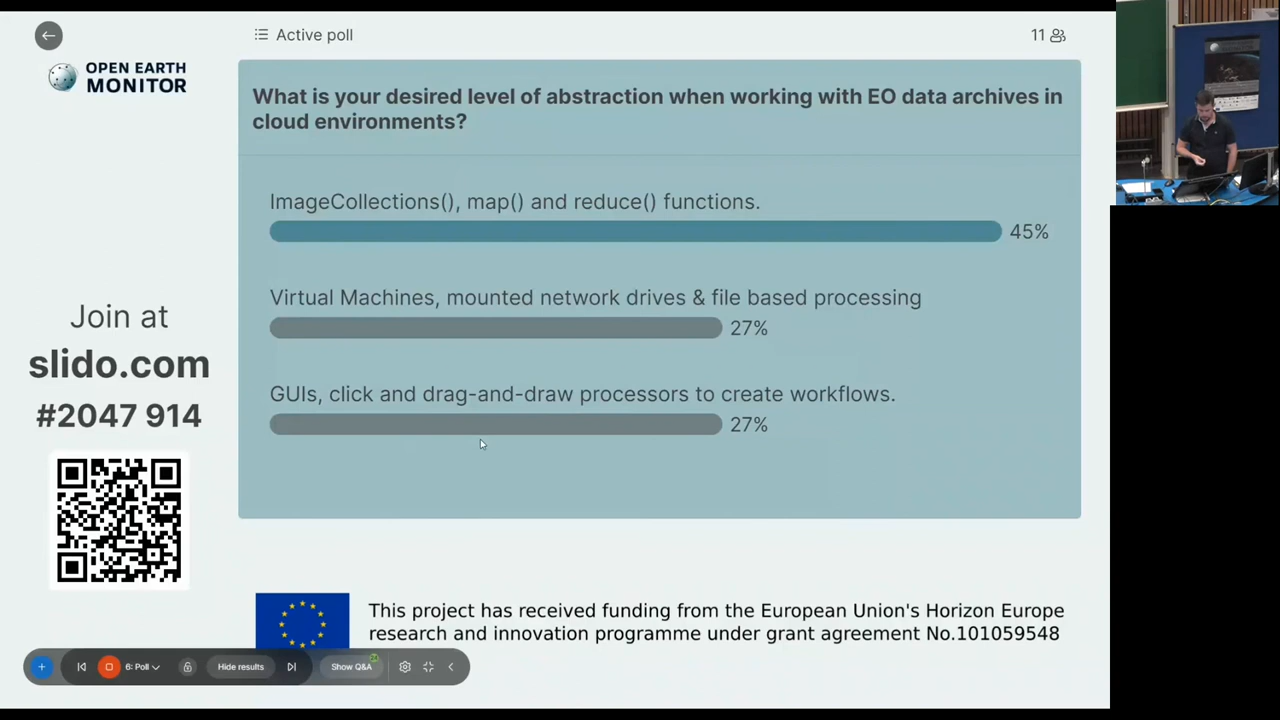 Active poll
11
OPEN EARTH
MONITOR
What is your desired level of abstraction when working with EO data archives in
cloud environments?
ImageCollections(), map() and reduce() functions.
45%
Virtual Machines, mounted network drives & file based processing
27%
GUIs, click and drag-and-draw processors to create workflows.
27%
Join at
slido.com
#2047 914
This project has received funding from the European Union's Horizon Europe
research and innovation programme under grant agreement No.101059548
6: Poll
Hide results
Show Q&A